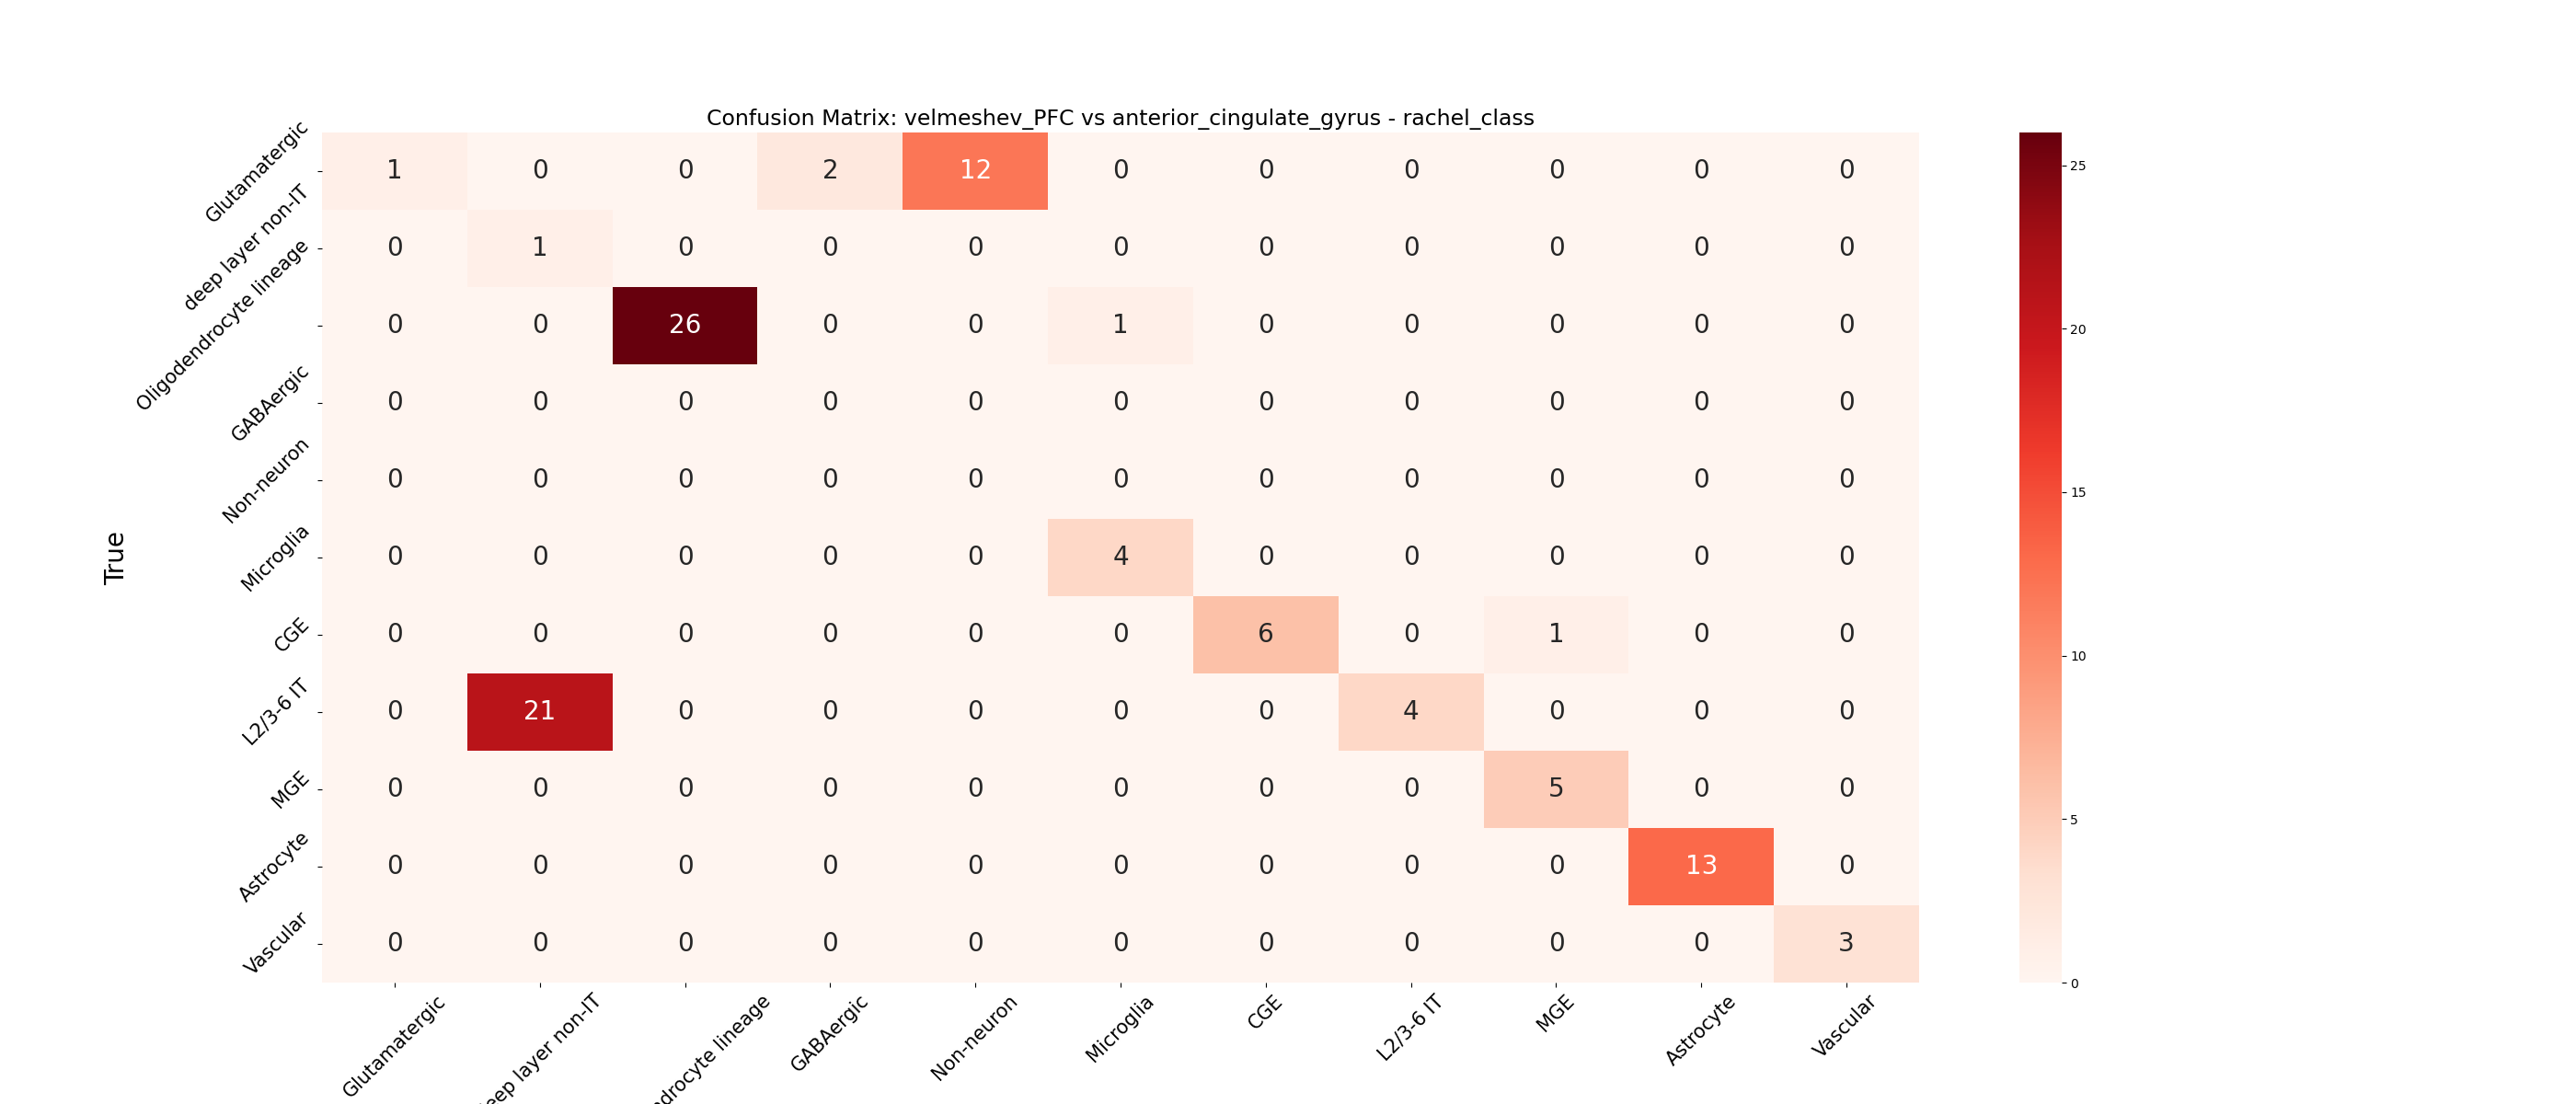 Confusion Matrix: velmeshev_PFC vs anterior_cingulate_gyrus - rachel_class
Glutamatergic 1 0 0 2 12 0 0 0 0 0 0
deep layer non-IT 0 1 0 0 0 0 0 0 0 0 0
Oligodendrocyte lineage 0 0 26 0 0 1 0 0 0 0 0
GABAergic 0 0 0 0 0 0 0 0 0 0 0
Non-neuron 0 0 0 0 0 0 0 0 0 0 0
Microglia 0 0 0 0 0 4 0 0 0 0 0
CGE 0 0 0 0 0 0 6 0 1 0 0
L2/3-6 IT 0 21 0 0 0 0 0 4 0 0 0
MGE 0 0 0 0 0 0 0 0 5 0 0
Astrocyte 0 0 0 0 0 0 0 0 0 13 0
Vascular 0 0 0 0 0 0 0 0 0 0 3
True
Glutamatergic
eep layer non-IT
ndrocyte lineage
GABAergic
Non-neuron
Microglia
CGE
L2/3-6 IT
MGE
Astrocyte
Vascular
25
20
15
10
5
0